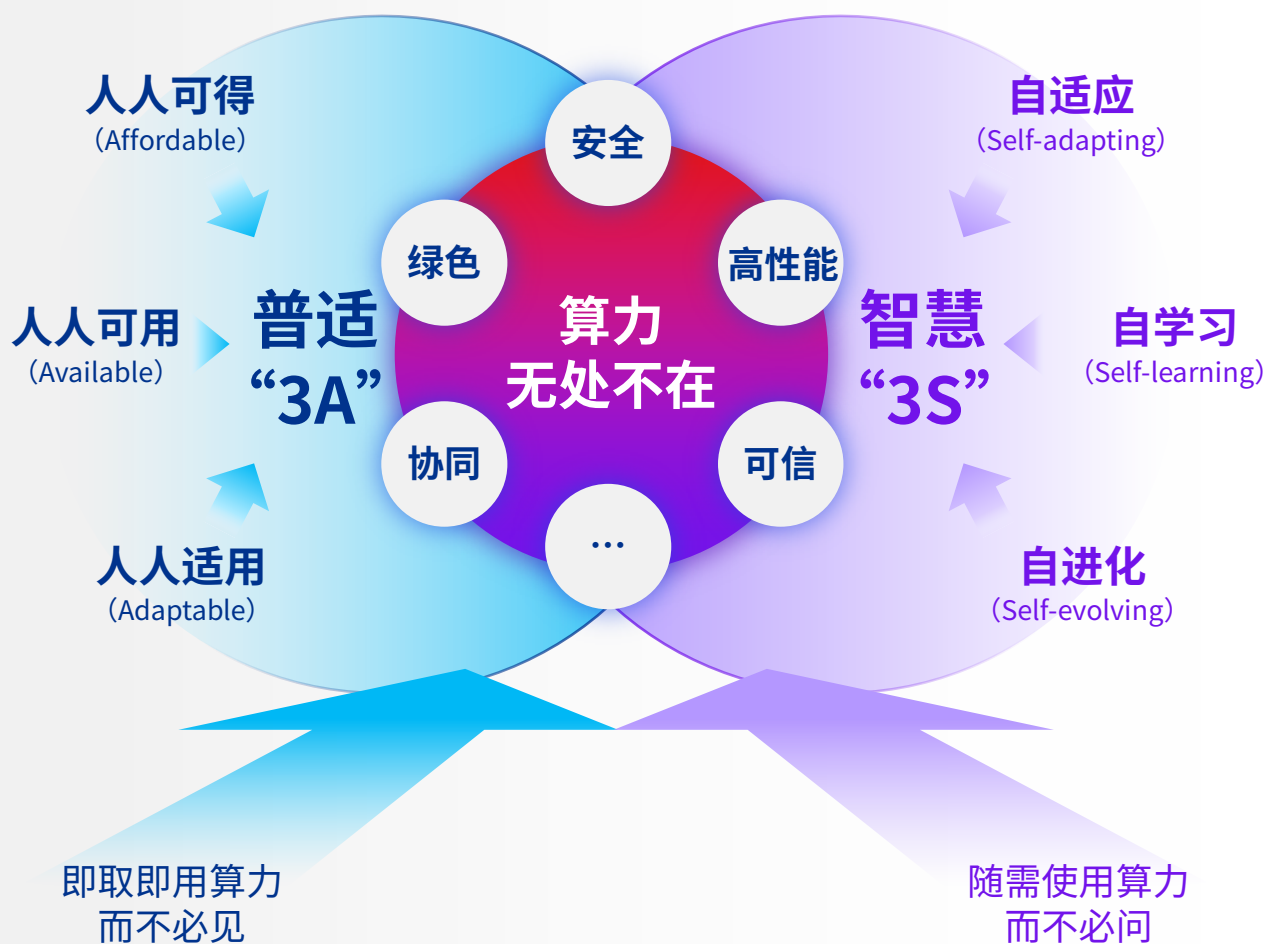 人人可得
（Affordable）
人人可用
（Available）
人人适用
（Adaptable）
普适
“3A”
安全
绿色
高性能
算力
无处不在
协同
可信
...
智慧
“3S”
自适应
（Self-adapting）
自学习
（Self-learning）
自进化
（Self-evolving）
即取即用算力
而不必见
随需使用算力
而不必问